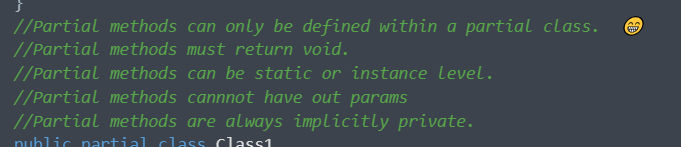 }
//Partial methods can only be defined within a partial class. 😁
//Partial methods must return void.
//Partial methods can be static or instance level.
//Partial methods cannnot have out params
//Partial methods are always implicitly private.
public partial class Class1